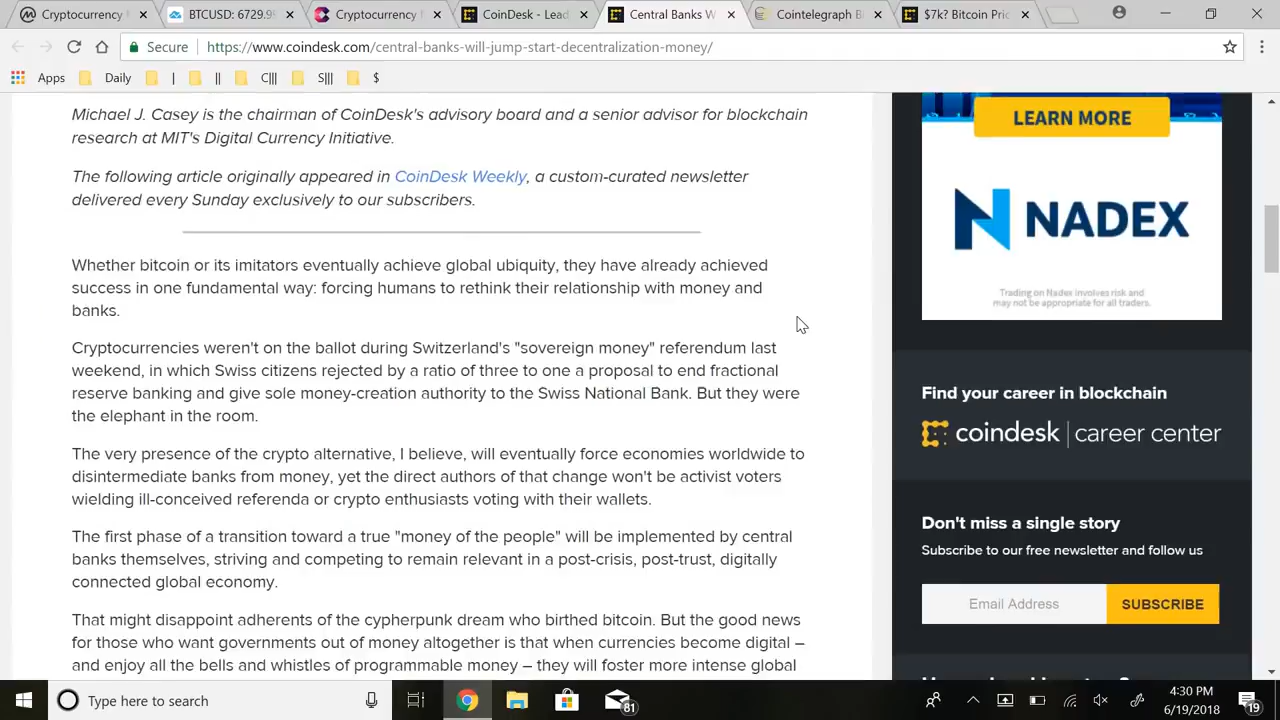 Cryptocurrency
BTCUSD: 6729.95
Cryptocurrency
CoinDesk - Lead
Central Banks W
Cointelegraph B
$7k? Bitcoin Pric
Secure https://www.coindesk.com/central-banks-will-jump-start-decentralization-money/
Apps Daily | || C||| S||| $
Michael J. Casey is the chairman of CoinDesk's advisory board and a senior advisor for blockchain
research at MIT's Digital Currency Initiative.
The following article originally appeared in CoinDesk Weekly, a custom-curated newsletter
delivered every Sunday exclusively to our subscribers.
Whether bitcoin or its imitators eventually achieve global ubiquity, they have already achieved
success in one fundamental way: forcing humans to rethink their relationship with money and
banks.
Cryptocurrencies weren't on the ballot during Switzerland's "sovereign money" referendum last
weekend, in which Swiss citizens rejected by a ratio of three to one a proposal to end fractional
reserve banking and give sole money-creation authority to the Swiss National Bank. But they were
the elephant in the room.
The very presence of the crypto alternative, I believe, will eventually force economies worldwide to
disintermediate banks from money, yet the direct authors of that change won't be activist voters
wielding ill-conceived referenda or crypto enthusiasts voting with their wallets.
The first phase of a transition toward a true "money of the people" will be implemented by central
banks themselves, striving and competing to remain relevant in a post-crisis, post-trust, digitally
connected global economy.
That might disappoint adherents of the cypherpunk dream who birthed bitcoin. But the good news
for those who want governments out of money altogether is that when currencies become digital –
and enjoy all the bells and whistles of programmable money – they will foster more intense global
LEARN MORE
NADEX
Trading on Nadex involves risk and
may not be appropriate for all traders.
Find your career in blockchain
coindesk | career center
Don't miss a single story
Subscribe to our free newsletter and follow us
Email Address
SUBSCRIBE
Type here to search
81
4:30 PM
6/19/2018
19